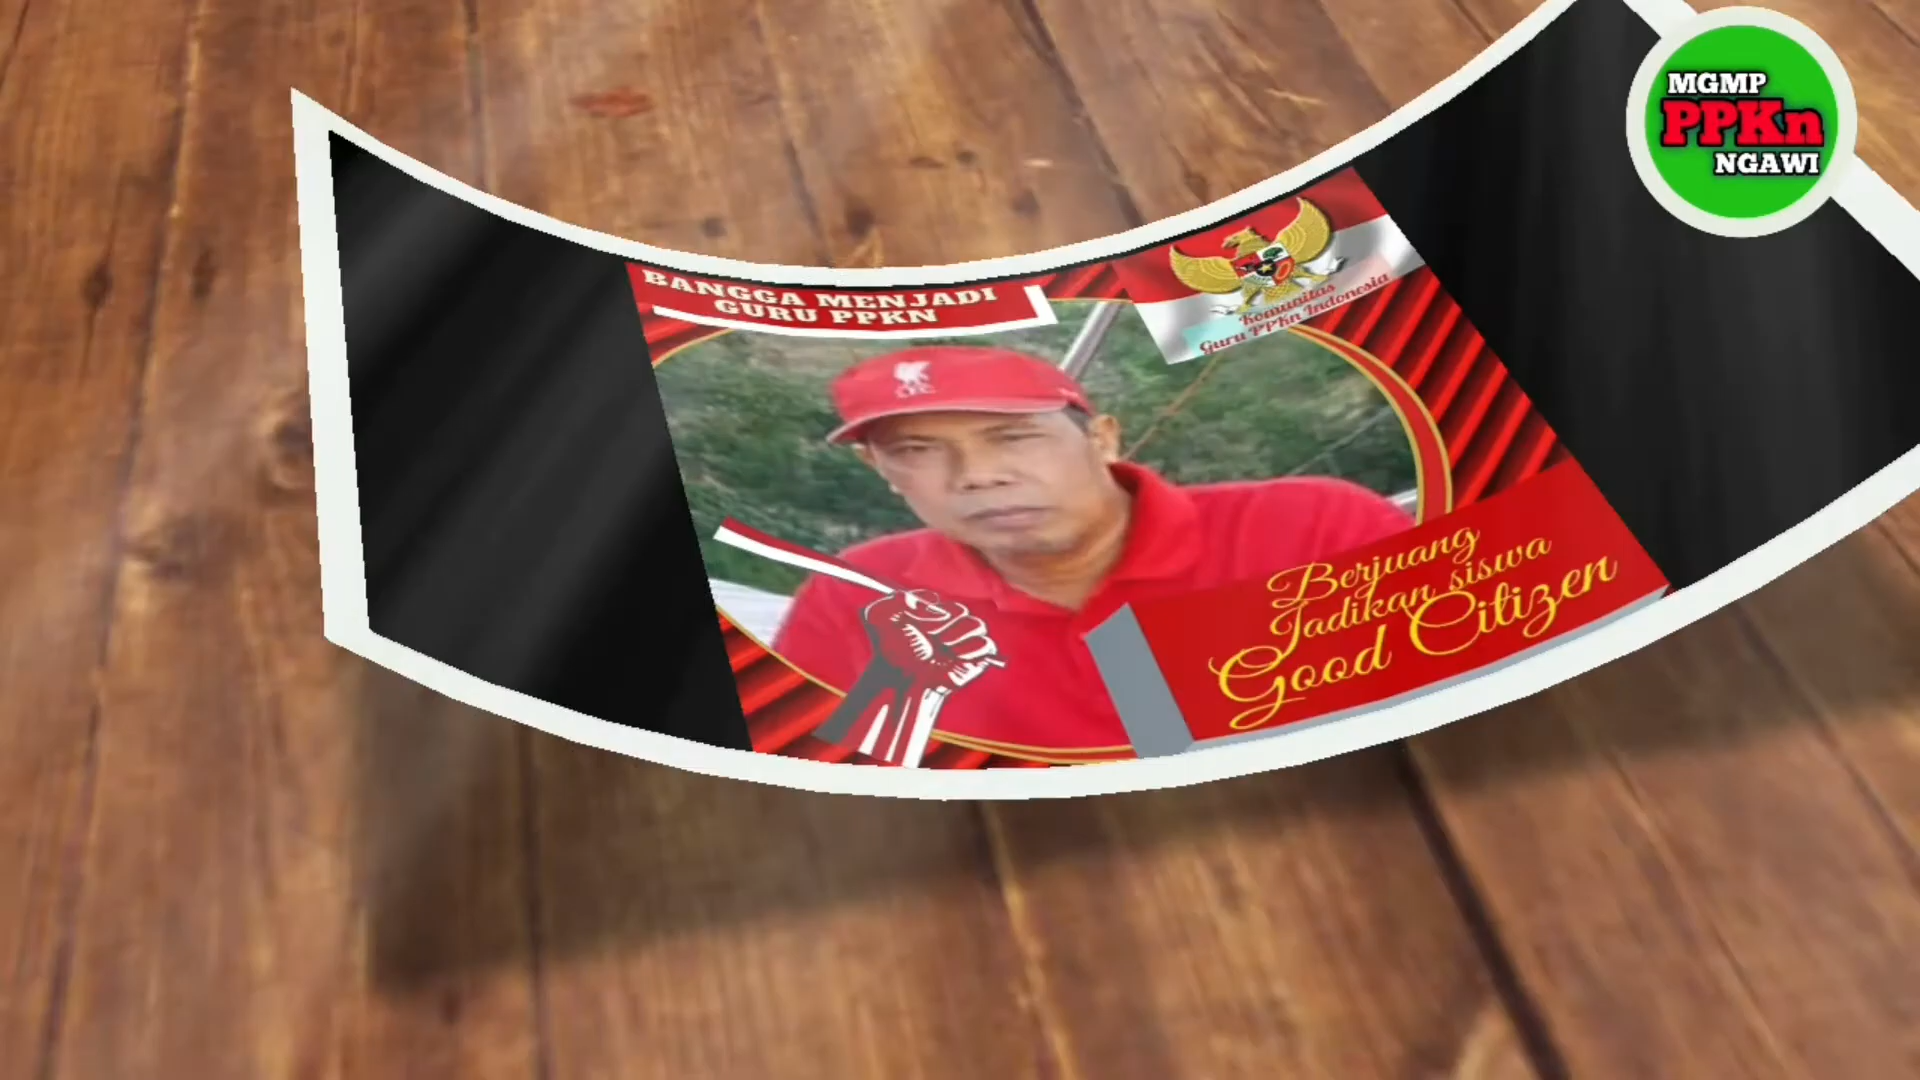 MGMP
PPKn
NGAWI
BANGGA MENJADI
GURU PPKN
Komunitas
Guru PPKn Indonesia
Berjuang
Jadikan siswa
Good Citizen